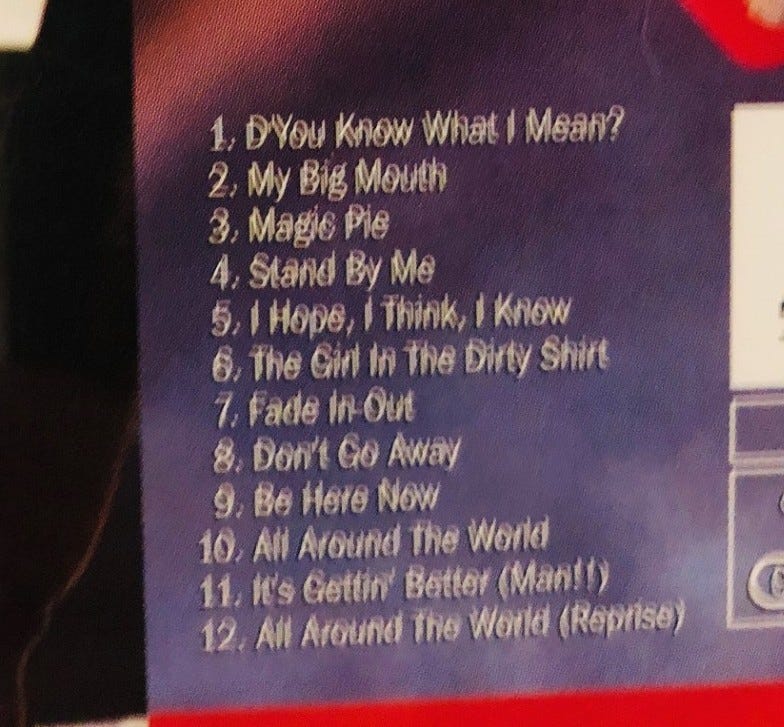 1. D'You Know What I Mean?
2. My Big Mouth
3. Magic Pie
4. Stand By Me
5. I Hope, I Think, I Know
6. The Girl In The Dirty Shirt
7. Fade In-Out
8. Don't Go Away
9. Be Here Now
10. All Around The World
11. It's Gettin' Better (Man!!)
12. All Around The World (Reprise)